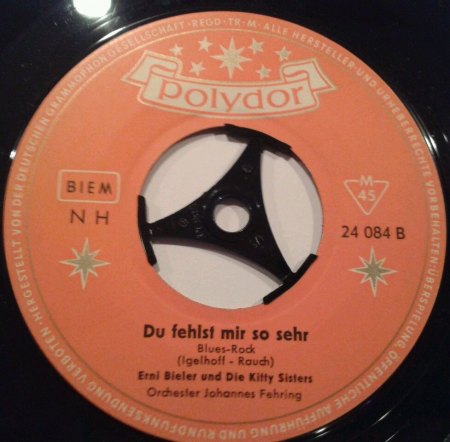 HERGESTELLT VON DER DEUTSCHEN GRAMMOPHON GESELLSCHAFT · REGD·TR·M· ALLE HERSTELLER- UND URHEBERRECHTE VORBEHALTEN · ÜBERSPIELUNG ÖFFENTLICHE AUFFÜHRUNG UND RUNDFUNKSENDUNG VERBOTEN ·
Polydor
BIEM
NH
M
45
24 084 B
Du fehlst mir so sehr
Blues-Rock
(Igelhoff - Rauch)
Erni Bieler und Die Kitty Sisters
Orchester Johannes Fehring